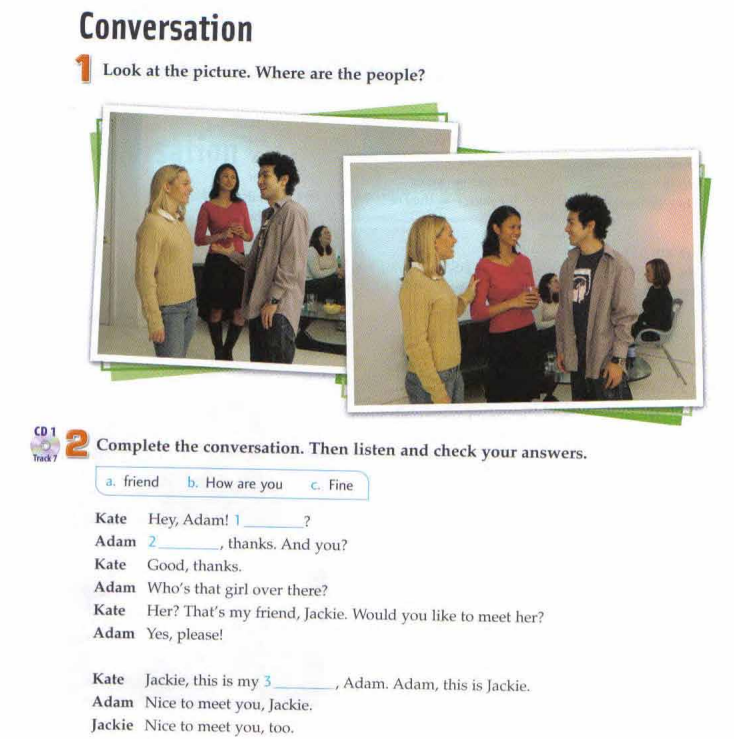 Conversation
1 Look at the picture. Where are the people?
CD 1
Track 7
2 Complete the conversation. Then listen and check your answers.
a. friend b. How are you c. Fine
Kate Hey, Adam! 1 ________?
Adam 2 ________, thanks. And you?
Kate Good, thanks.
Adam Who's that girl over there?
Kate Her? That's my friend, Jackie. Would you like to meet her?
Adam Yes, please!
Kate Jackie, this is my 3 ________, Adam. Adam, this is Jackie.
Adam Nice to meet you, Jackie.
Jackie Nice to meet you, too.